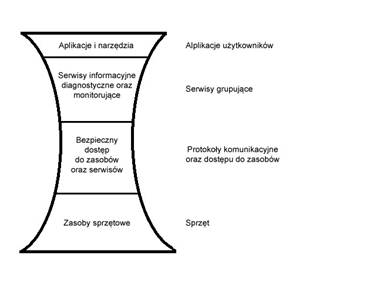 Aplikacje i narzędzia
Alplikacje użytkowników
Serwisy informacyjne
diagnostyczne oraz
monitorujące
Serwisy grupujące
Bezpieczny
dostęp
do zasobów
oraz serwisów
Protokoły komunikacyjne
oraz dostępu do zasobów
Zasoby sprzętowe
Sprzęt